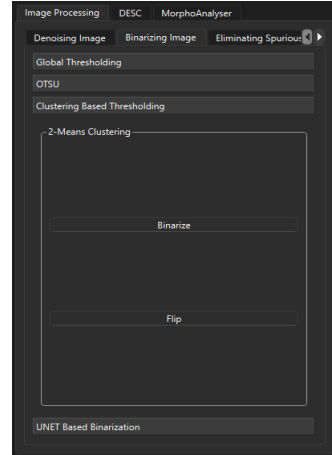 Image Processing DESC MorphoAnalyser
Denoising Image Binarizing Image Eliminating Spurious
Global Thresholding
OTSU
Clustering Based Thresholding
2-Means Clustering
Binarize
Flip
UNET Based Binarization